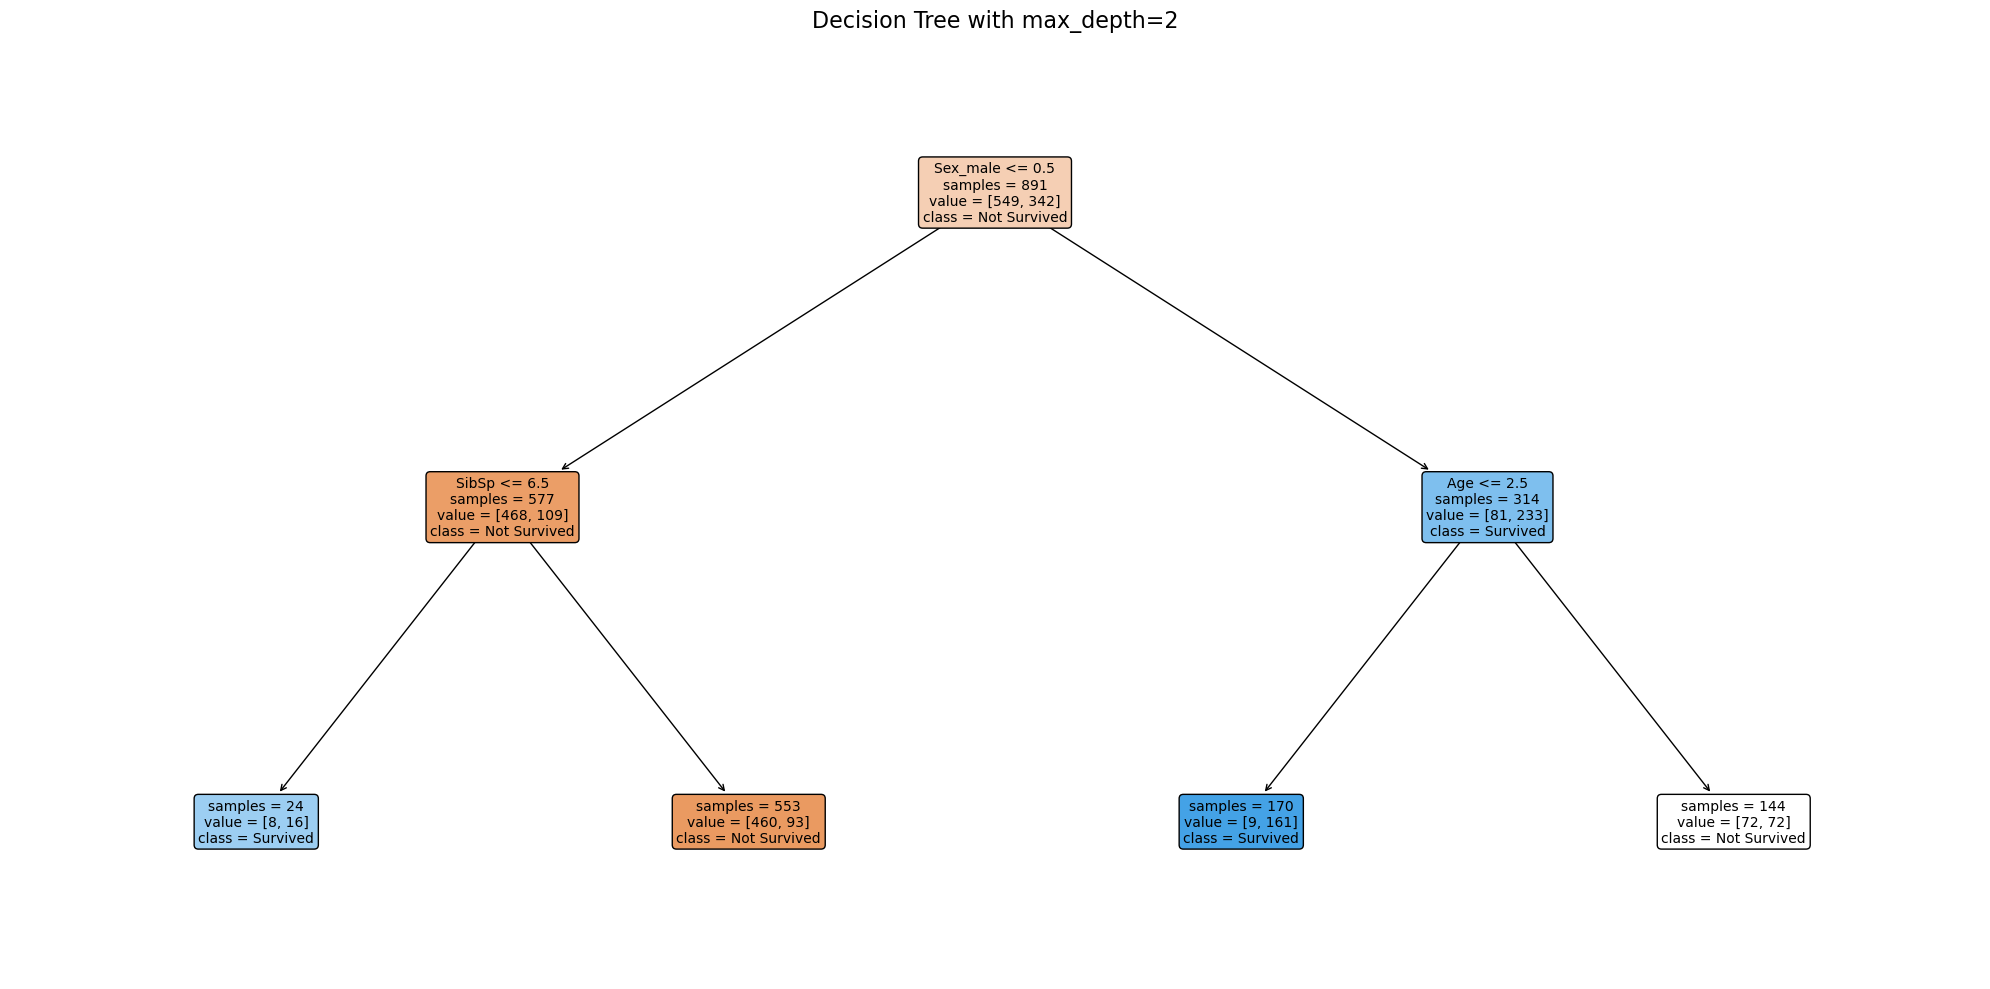 Decision Tree with max_depth=2
Sex_male <= 0.5
samples = 891
value = [549, 342]
class = Not Survived
SibSp <= 6.5
samples = 577
value = [468, 109]
class = Not Survived
Age <= 2.5
samples = 314
value = [81, 233]
class = Survived
samples = 24
value = [8, 16]
class = Survived
samples = 553
value = [460, 93]
class = Not Survived
samples = 170
value = [9, 161]
class = Survived
samples = 144
value = [72, 72]
class = Not Survived